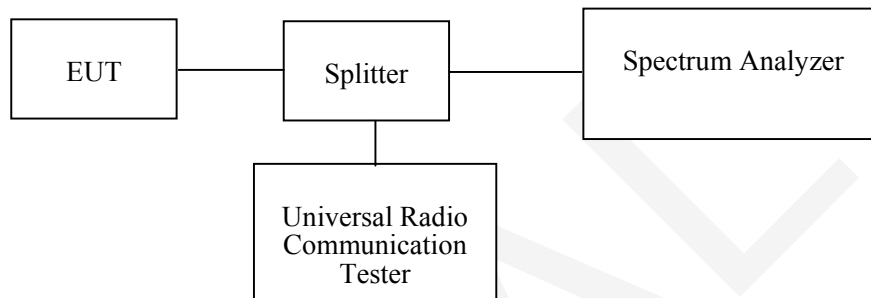 EUT
Splitter
Spectrum Analyzer
Universal Radio
Communication
Tester